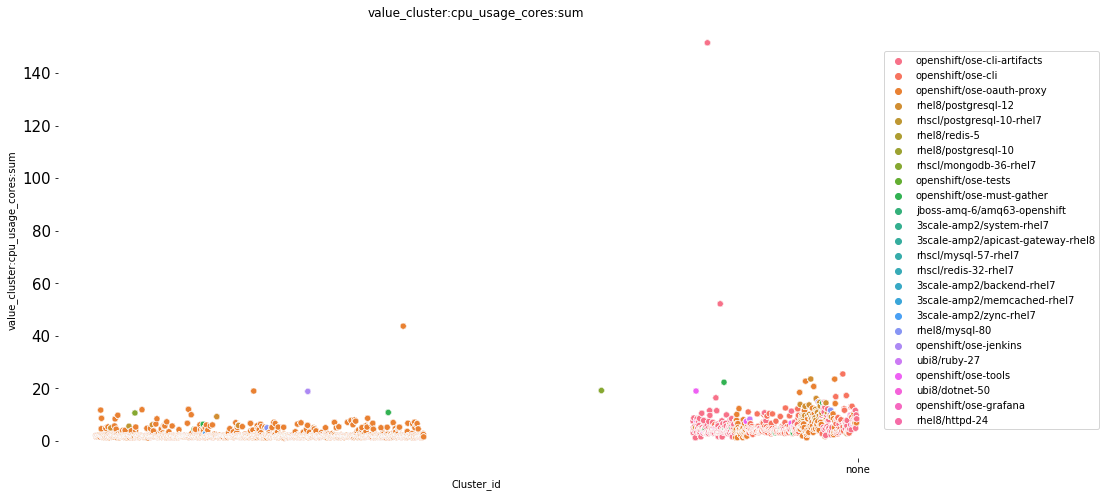 value_cluster:cpu_usage_cores:sum
value_cluster:cpu_usage_cores:sum
140
120
100
80
60
40
20
0
none
Cluster_id
openshift/ose-cli-artifacts
openshift/ose-cli
openshift/ose-oauth-proxy
rhel8/postgresql-12
rhscl/postgresql-10-rhel7
rhel8/redis-5
rhel8/postgresql-10
rhscl/mongodb-36-rhel7
openshift/ose-tests
openshift/ose-must-gather
jboss-amq-6/amq63-openshift
3scale-amp2/system-rhel7
3scale-amp2/apicast-gateway-rhel8
rhscl/mysql-57-rhel7
rhscl/redis-32-rhel7
3scale-amp2/backend-rhel7
3scale-amp2/memcached-rhel7
3scale-amp2/zync-rhel7
rhel8/mysql-80
openshift/ose-jenkins
ubi8/ruby-27
openshift/ose-tools
ubi8/dotnet-50
openshift/ose-grafana
rhel8/httpd-24